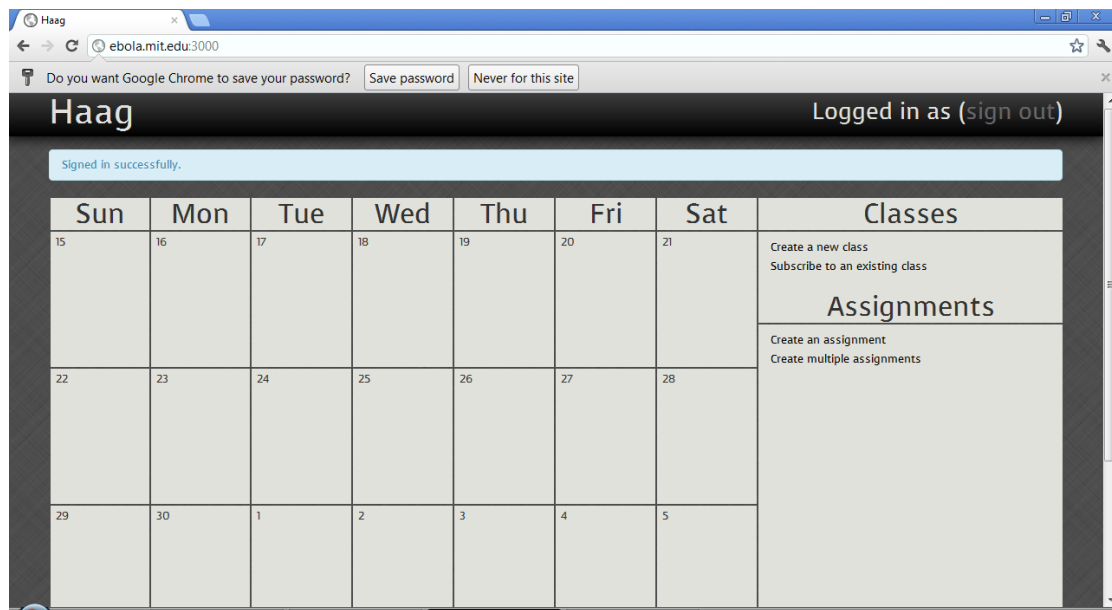 Haag
ebola.mit.edu:3000
Do you want Google Chrome to save your password? Save password Never for this site
Haag Logged in as (sign out)
Signed in successfully.
Sun Mon Tue Wed Thu Fri Sat Classes
15 16 17 18 19 20 21
Create a new class
Subscribe to an existing class
Assignments
Create an assignment
Create multiple assignments
22 23 24 25 26 27 28
29 30 1 2 3 4 5